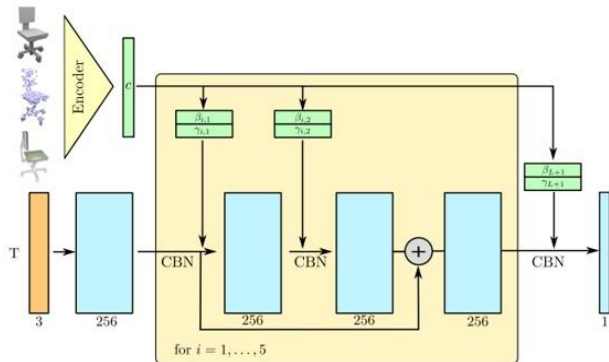 Encoder
c
β_{i,1}
γ_{i,1}
β_{i,2}
γ_{i,2}
β_{L+1}
γ_{L+1}
T
CBN
CBN
+
CBN
3
256
256
256
256
1
for i = 1, . . . , 5